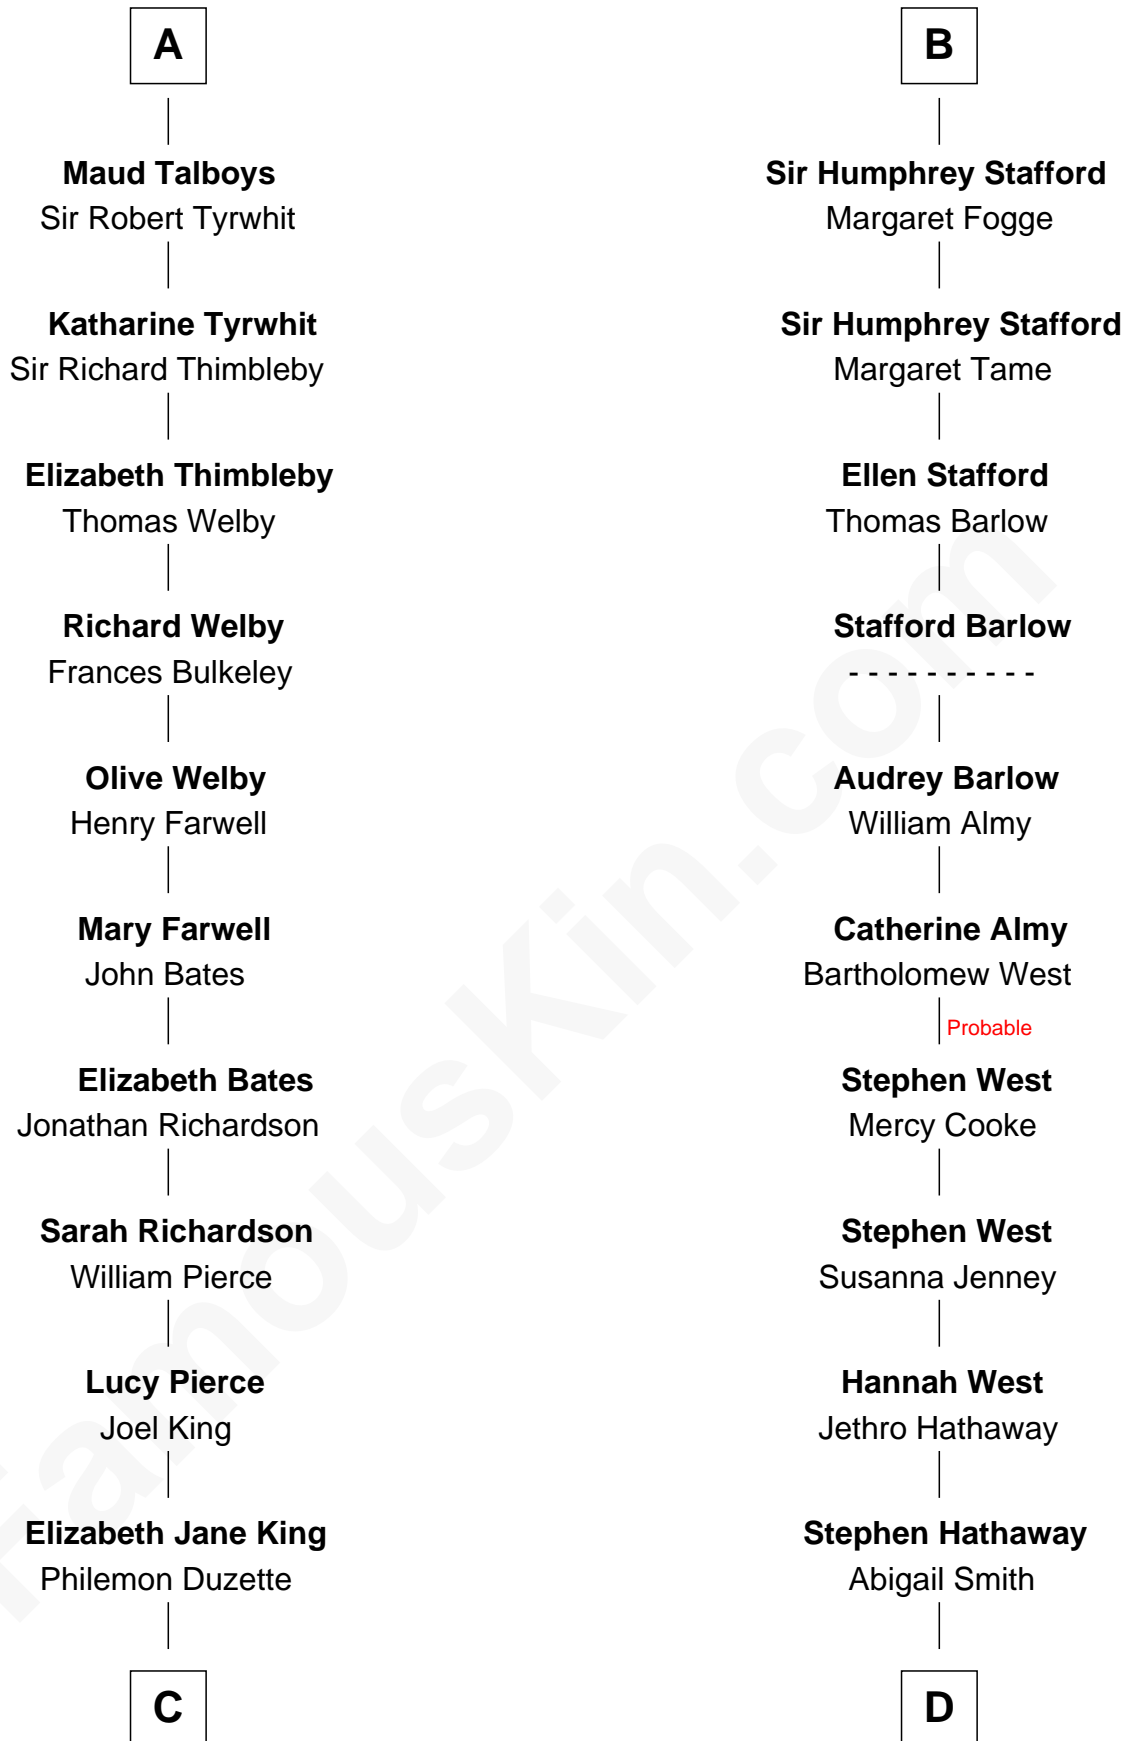 A
Maud Talboys
Sir Robert Tyrwhit
Katharine Tyrwhit
Sir Richard Thimbleby
Elizabeth Thimbleby
Thomas Welby
Richard Welby
Frances Bulkeley
Olive Welby
Henry Farwell
Mary Farwell
John Bates
Elizabeth Bates
Jonathan Richardson
Sarah Richardson
William Pierce
Lucy Pierce
Joel King
Elizabeth Jane King
Philemon Duzette
C
B
Sir Humphrey Stafford
Margaret Fogge
Sir Humphrey Stafford
Margaret Tame
Ellen Stafford
Thomas Barlow
Stafford Barlow
- - - - - - - - - -
Audrey Barlow
William Almy
Catherine Almy
Bartholomew West
Probable
Stephen West
Mercy Cooke
Stephen West
Susanna Jenney
Hannah West
Jethro Hathaway
Stephen Hathaway
Abigail Smith
D
FamousKin.com